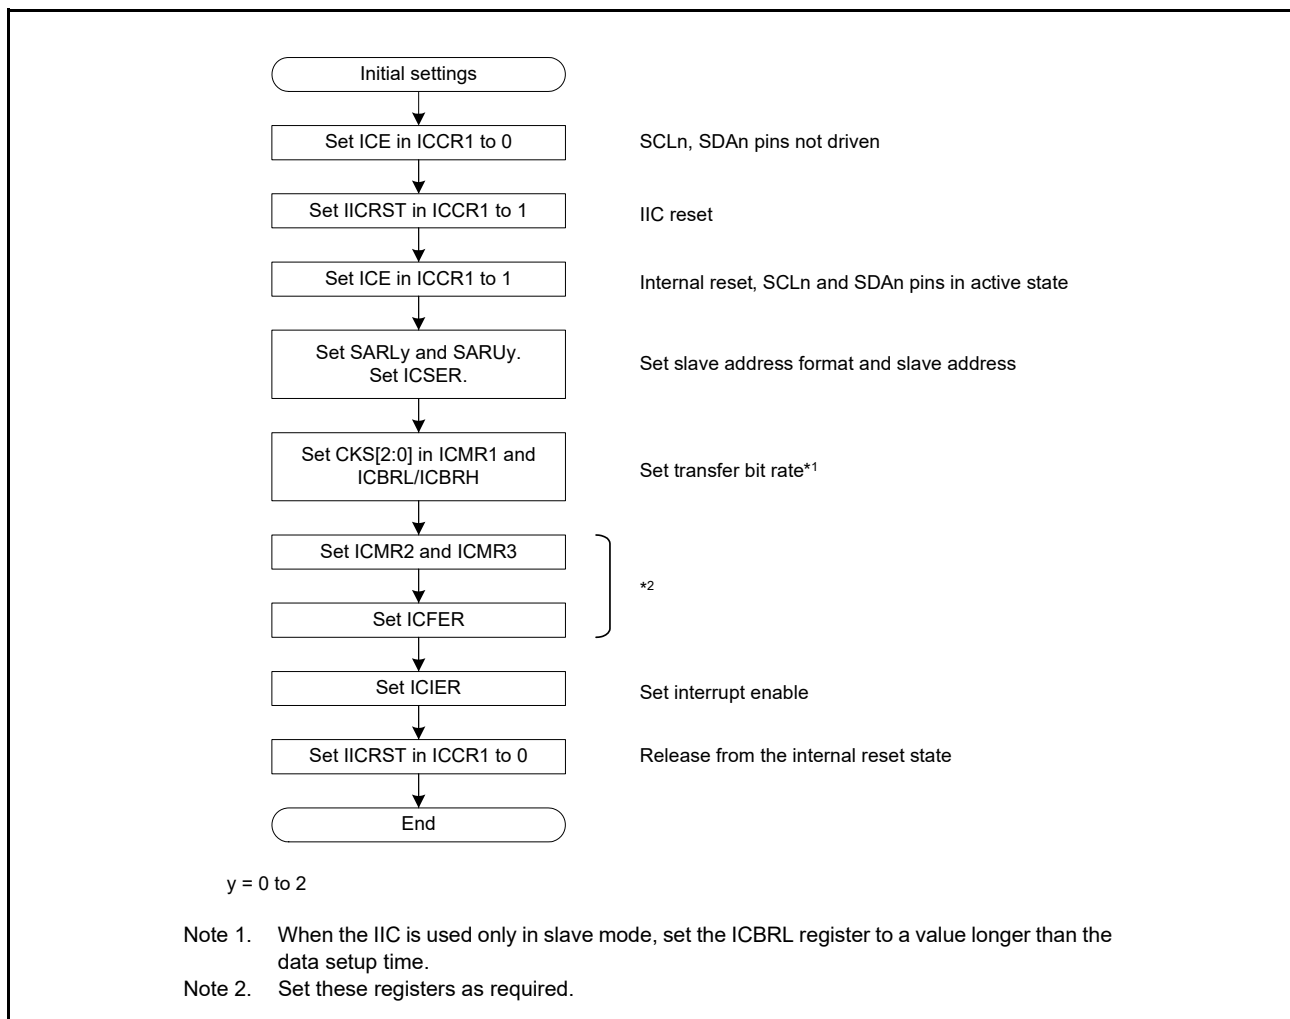 Initial settings
Set ICE in ICCR1 to 0
SCLn, SDAn pins not driven
Set IICRST in ICCR1 to 1
IIC reset
Set ICE in ICCR1 to 1
Internal reset, SCLn and SDAn pins in active state
Set SARLy and SARUy.
Set ICSER.
Set slave address format and slave address
Set CKS[2:0] in ICMR1 and
ICBRL/ICBRH
Set transfer bit rate*1
Set ICMR2 and ICMR3
*2
Set ICFER
Set ICIER
Set interrupt enable
Set IICRST in ICCR1 to 0
Release from the internal reset state
End
y = 0 to 2
Note 1. When the IIC is used only in slave mode, set the ICBRL register to a value longer than the
data setup time.
Note 2. Set these registers as required.